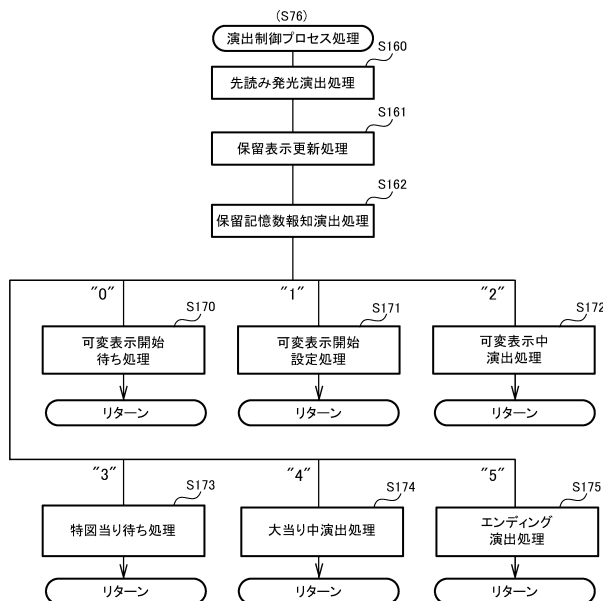 (S76)
演出制御プロセス処理
S160
先読み発光演出処理
S161
保留表示更新処理
S162
保留記憶数報知演出処理
"0"
"1"
"2"
S170
S171
S172
可変表示開始
待ち処理
可変表示開始
設定処理
可変表示中
演出処理
リターン
リターン
リターン
"3"
"4"
"5"
S173
S174
S175
特図当り待ち処理
大当り中演出処理
エンディング
演出処理
リターン
リターン
リターン